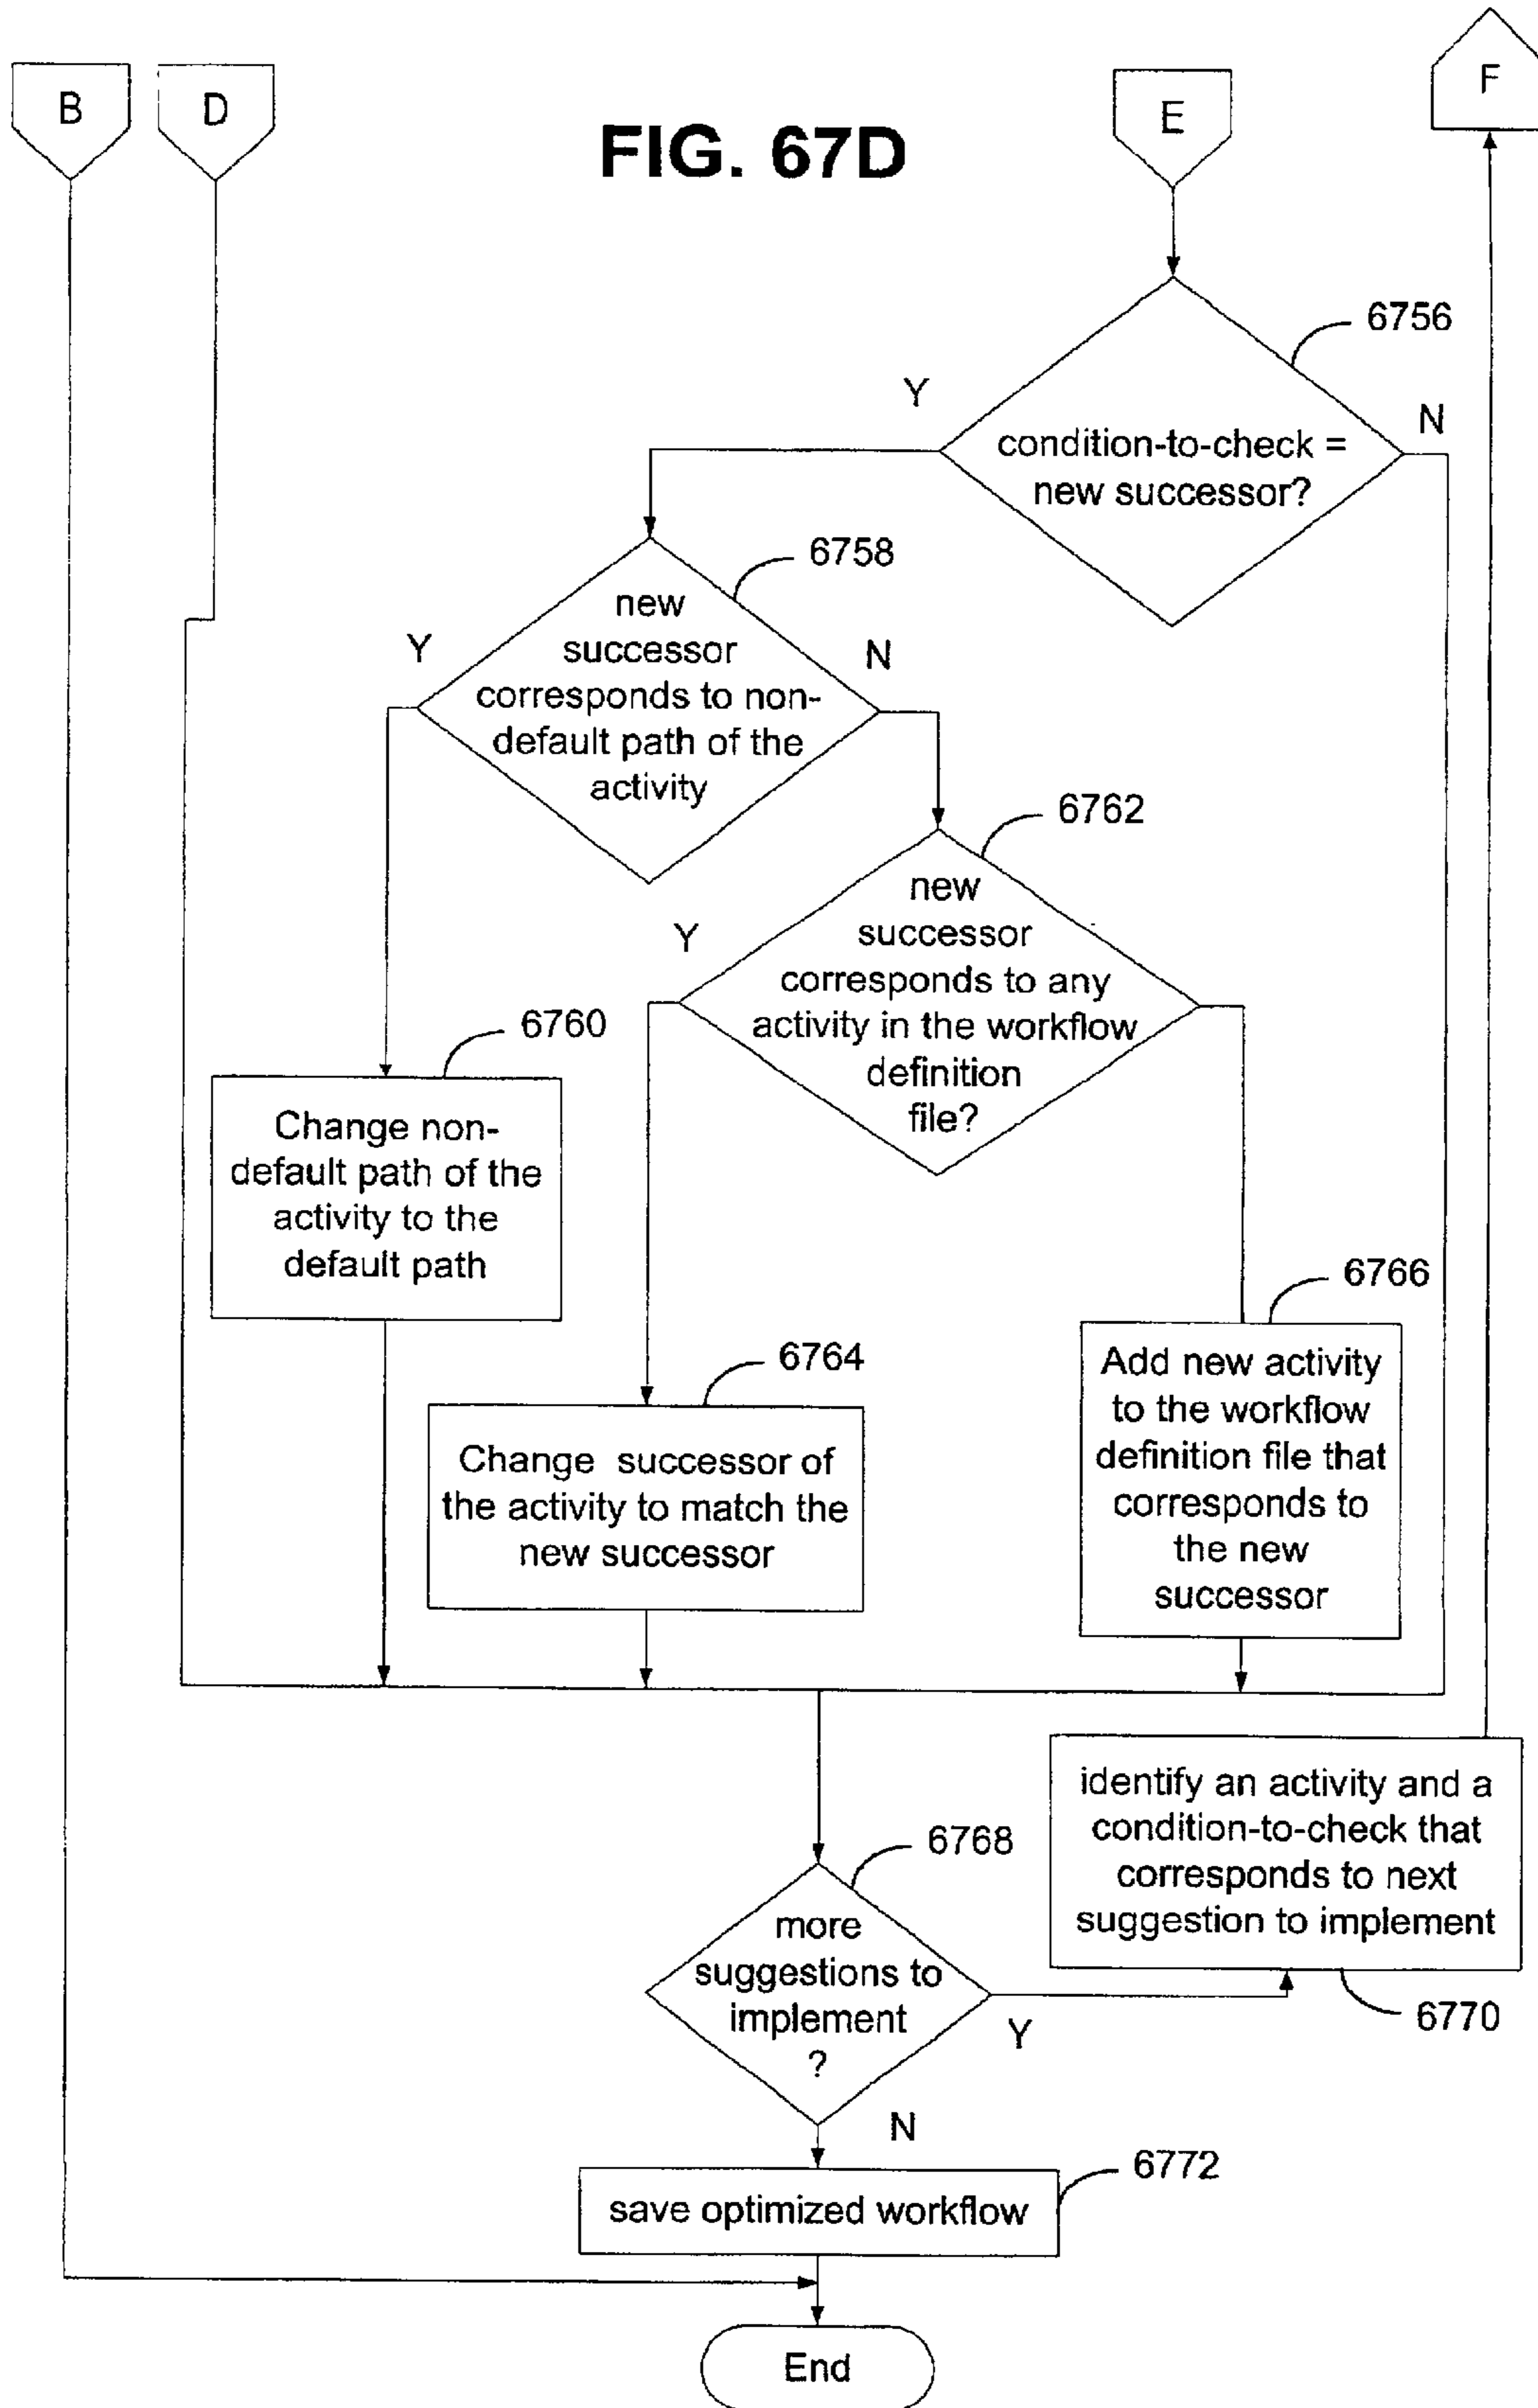 B
D
FIG. 67D
E
F
6756
Y
N
condition-to-check =
new successor?
6758
new
successor
corresponds to non-
default path of the
activity
Y
N
6762
new
successor
corresponds to any
activity in the workflow
definition
file?
Y
6760
Change non-
default path of the
activity to the
default path
6764
Change successor of
the activity to match the
new successor
6766
Add new activity
to the workflow
definition file that
corresponds to
the new
successor
6768
more
suggestions to
implement
?
Y
N
identify an activity and a
condition-to-check that
corresponds to next
suggestion to implement
6770
6772
save optimized workflow
End